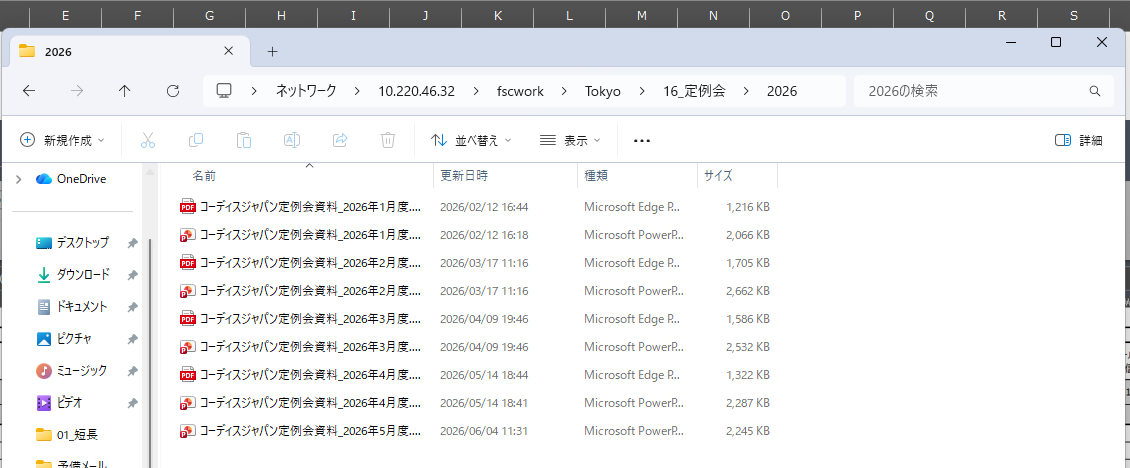 E F G H I J K L M N O P Q R S
2026
ネットワーク 10.220.46.32 fscwork Tokyo 16_定例会 2026 2026の検索
新規作成 並べ替え 表示 詳細
OneDrive
デスクトップ
ダウンロード
ドキュメント
ピクチャ
ミュージック
ビデオ
01_短長
予備メール
名前 更新日時 種類 サイズ
コーディスジャパン定例会資料_2026年1月度.... 2026/02/12 16:44 Microsoft Edge P... 1,216 KB
コーディスジャパン定例会資料_2026年1月度.... 2026/02/12 16:18 Microsoft PowerP... 2,066 KB
コーディスジャパン定例会資料_2026年2月度.... 2026/03/17 11:16 Microsoft Edge P... 1,705 KB
コーディスジャパン定例会資料_2026年2月度.... 2026/03/17 11:16 Microsoft PowerP... 2,662 KB
コーディスジャパン定例会資料_2026年3月度.... 2026/04/09 19:46 Microsoft Edge P... 1,586 KB
コーディスジャパン定例会資料_2026年3月度.... 2026/04/09 19:46 Microsoft PowerP... 2,532 KB
コーディスジャパン定例会資料_2026年4月度.... 2026/05/14 18:44 Microsoft Edge P... 1,322 KB
コーディスジャパン定例会資料_2026年4月度.... 2026/05/14 18:41 Microsoft PowerP... 2,287 KB
コーディスジャパン定例会資料_2026年5月度.... 2026/06/04 11:31 Microsoft PowerP... 2,245 KB